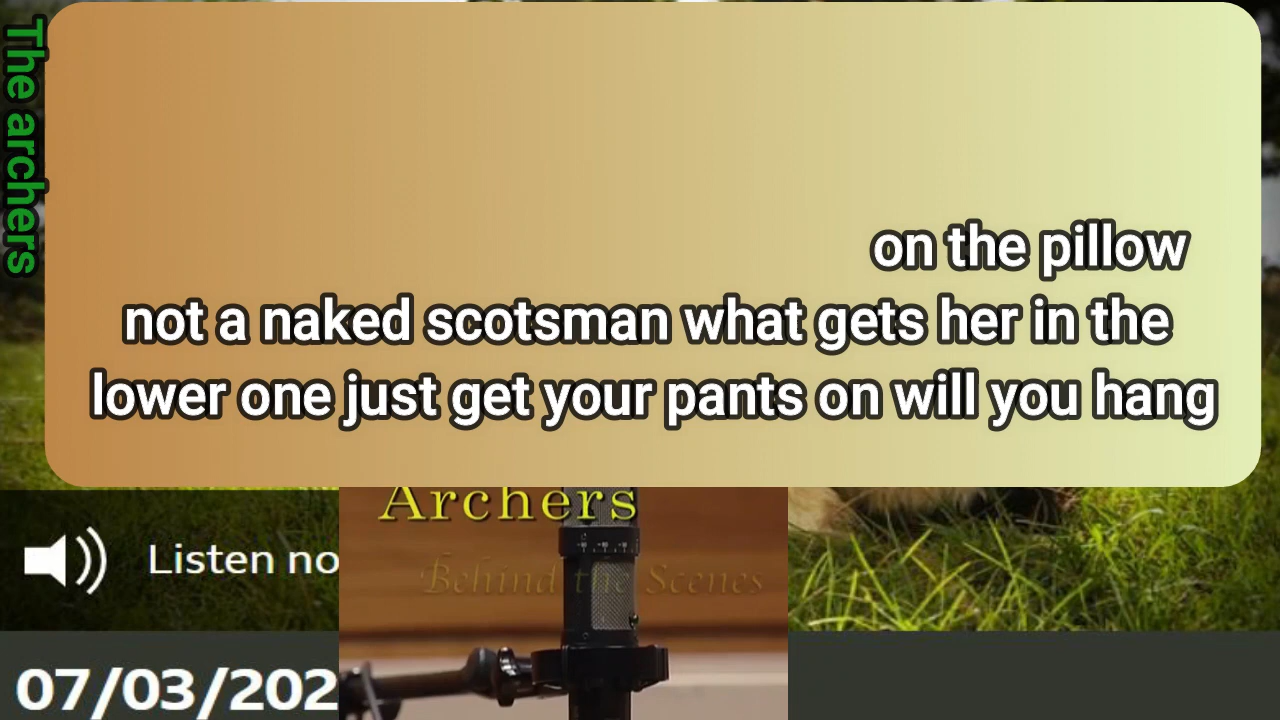 The archers
on the pillow
not a naked scotsman what gets her in the
lower one just get your pants on will you hang
Archers
Behind the Scenes
Listen no
07/03/202